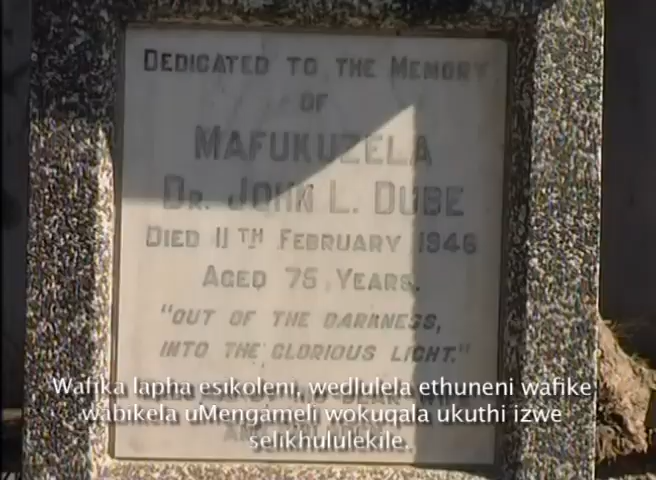 DEDICATED TO THE MEMORY
OF
MAFUKUZELA
DR. JOHN L. DUBE
DIED 11TH FEBRUARY 1946
AGED 75 YEARS.
"OUT OF THE DARKNESS,
INTO THE GLORIOUS LIGHT."
Wafika lapha esikoleni, wedlulela ethuneni wafike
wabikela uMengameli wokuqala ukuthi izwe
selikhululekile.